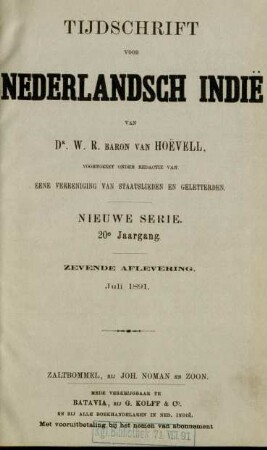 TIJDSCHRIFT
VOOR
NEDERLANDSCH INDIË
VAN
Dr. W. R. BARON VAN HOËVELL,
VOORTGEZET ONDER REDACTIE VAN
EENE VEREENIGING VAN STAATSLIEDEN EN GELETTERDEN.
NIEUWE SERIE.
20e Jaargang.
ZEVENDE AFLEVERING.
Juli 1891.
ZALTBOMMEL, BIJ JOH. NOMAN EN ZOON.
MEDE VERKRIJGBAAR TE
BATAVIA, BIJ G. KOLFF & Co.
EN BIJ ALLE BOEKHANDELAREN IN NED. INDIË.
Met vooruitbetaling bij het nemen van abonnement